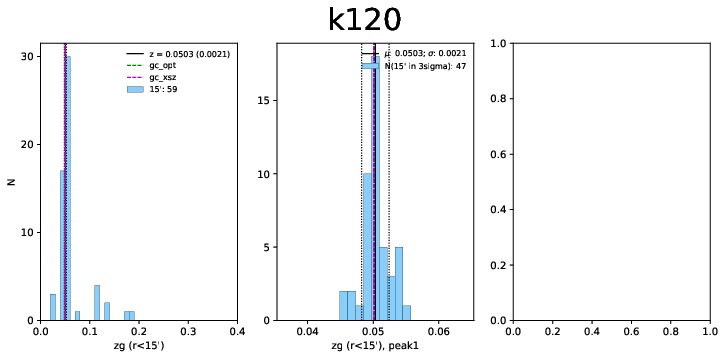 k120
z = 0.0503 (0.0021)
gc_opt
gc_xsz
15': 59
N
30
20
10
0
0.0 0.1 0.2 0.3 0.4
zg (r<15')
μ: 0.0503; σ: 0.0021
N(15' in 3sigma): 47
15
10
5
0
0.04 0.05 0.06
zg (r<15'), peak1
1.0
0.8
0.6
0.4
0.2
0.0
0.0 0.2 0.4 0.6 0.8 1.0